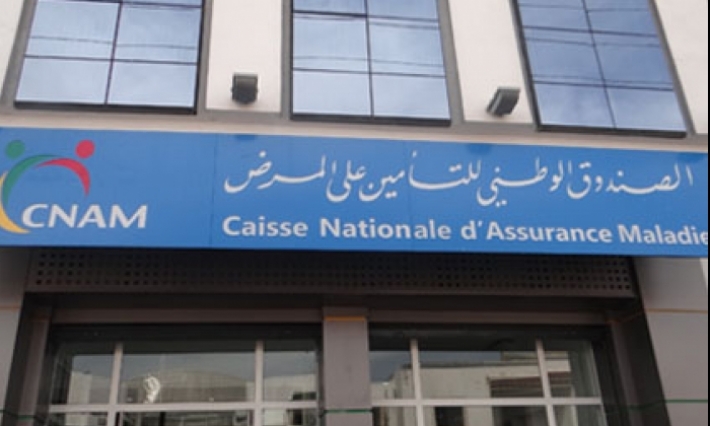 الصندوق الوطني للتأمين على المرض
CNAM
Caisse Nationale d'Assurance Maladie